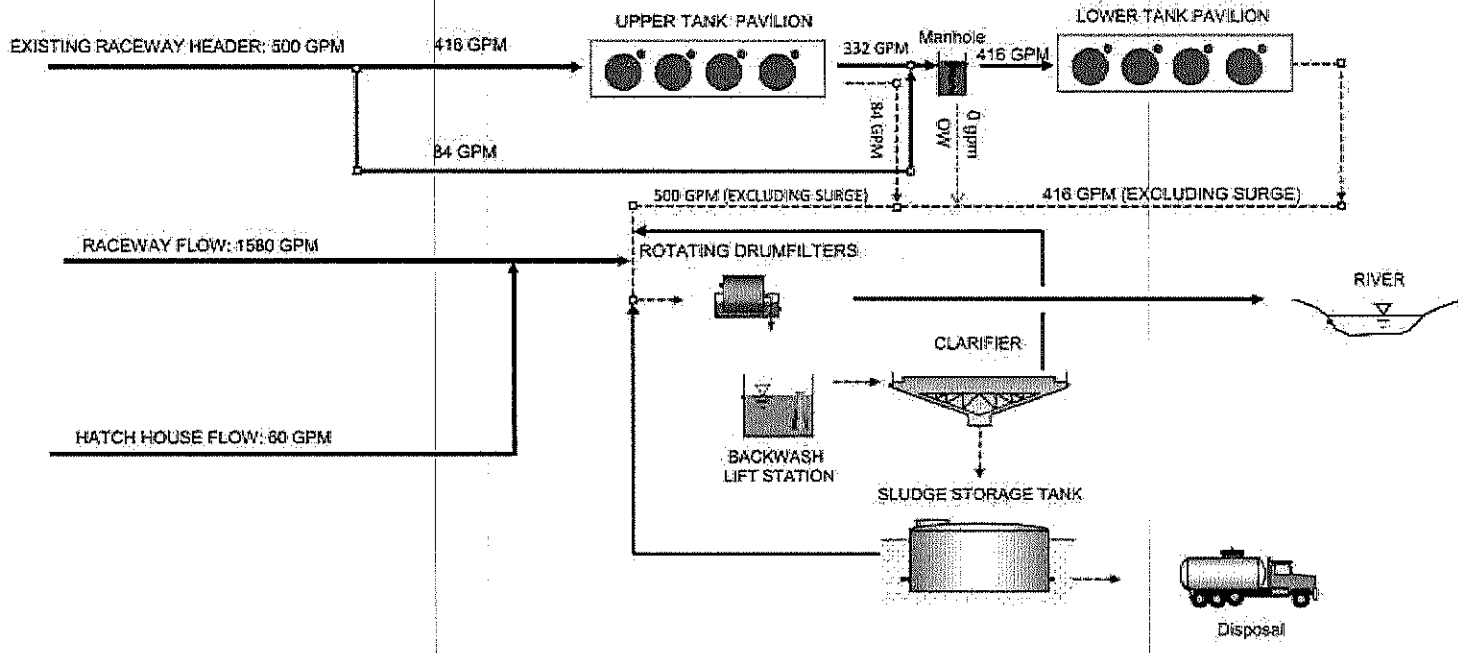 UPPER TANK PAVILION
LOWER TANK PAVILION
EXISTING RACEWAY HEADER: 500 GPM
416 GPM
332 GPM
Manhole
416 GPM
84 GPM
0 gpm
OW
84 GPM
500 GPM (EXCLUDING SURGE)
416 GPM (EXCLUDING SURGE)
RACEWAY FLOW: 1580 GPM
ROTATING DRUMFILTERS
RIVER
CLARIFIER
HATCH HOUSE FLOW: 60 GPM
BACKWASH
LIFT STATION
SLUDGE STORAGE TANK
Disposal